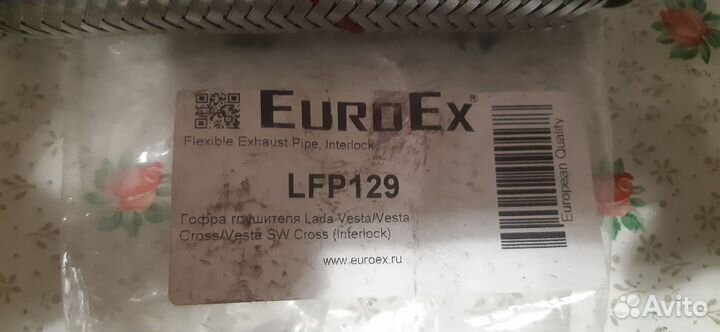 EuroEx®
Flexible Exhaust Pipe, Interlock
LFP129
Гофра глушителя Lada Vesta/Vesta
Cross/Vesta SW Cross (Interlock)
www.euroex.ru
European Quality
Avito